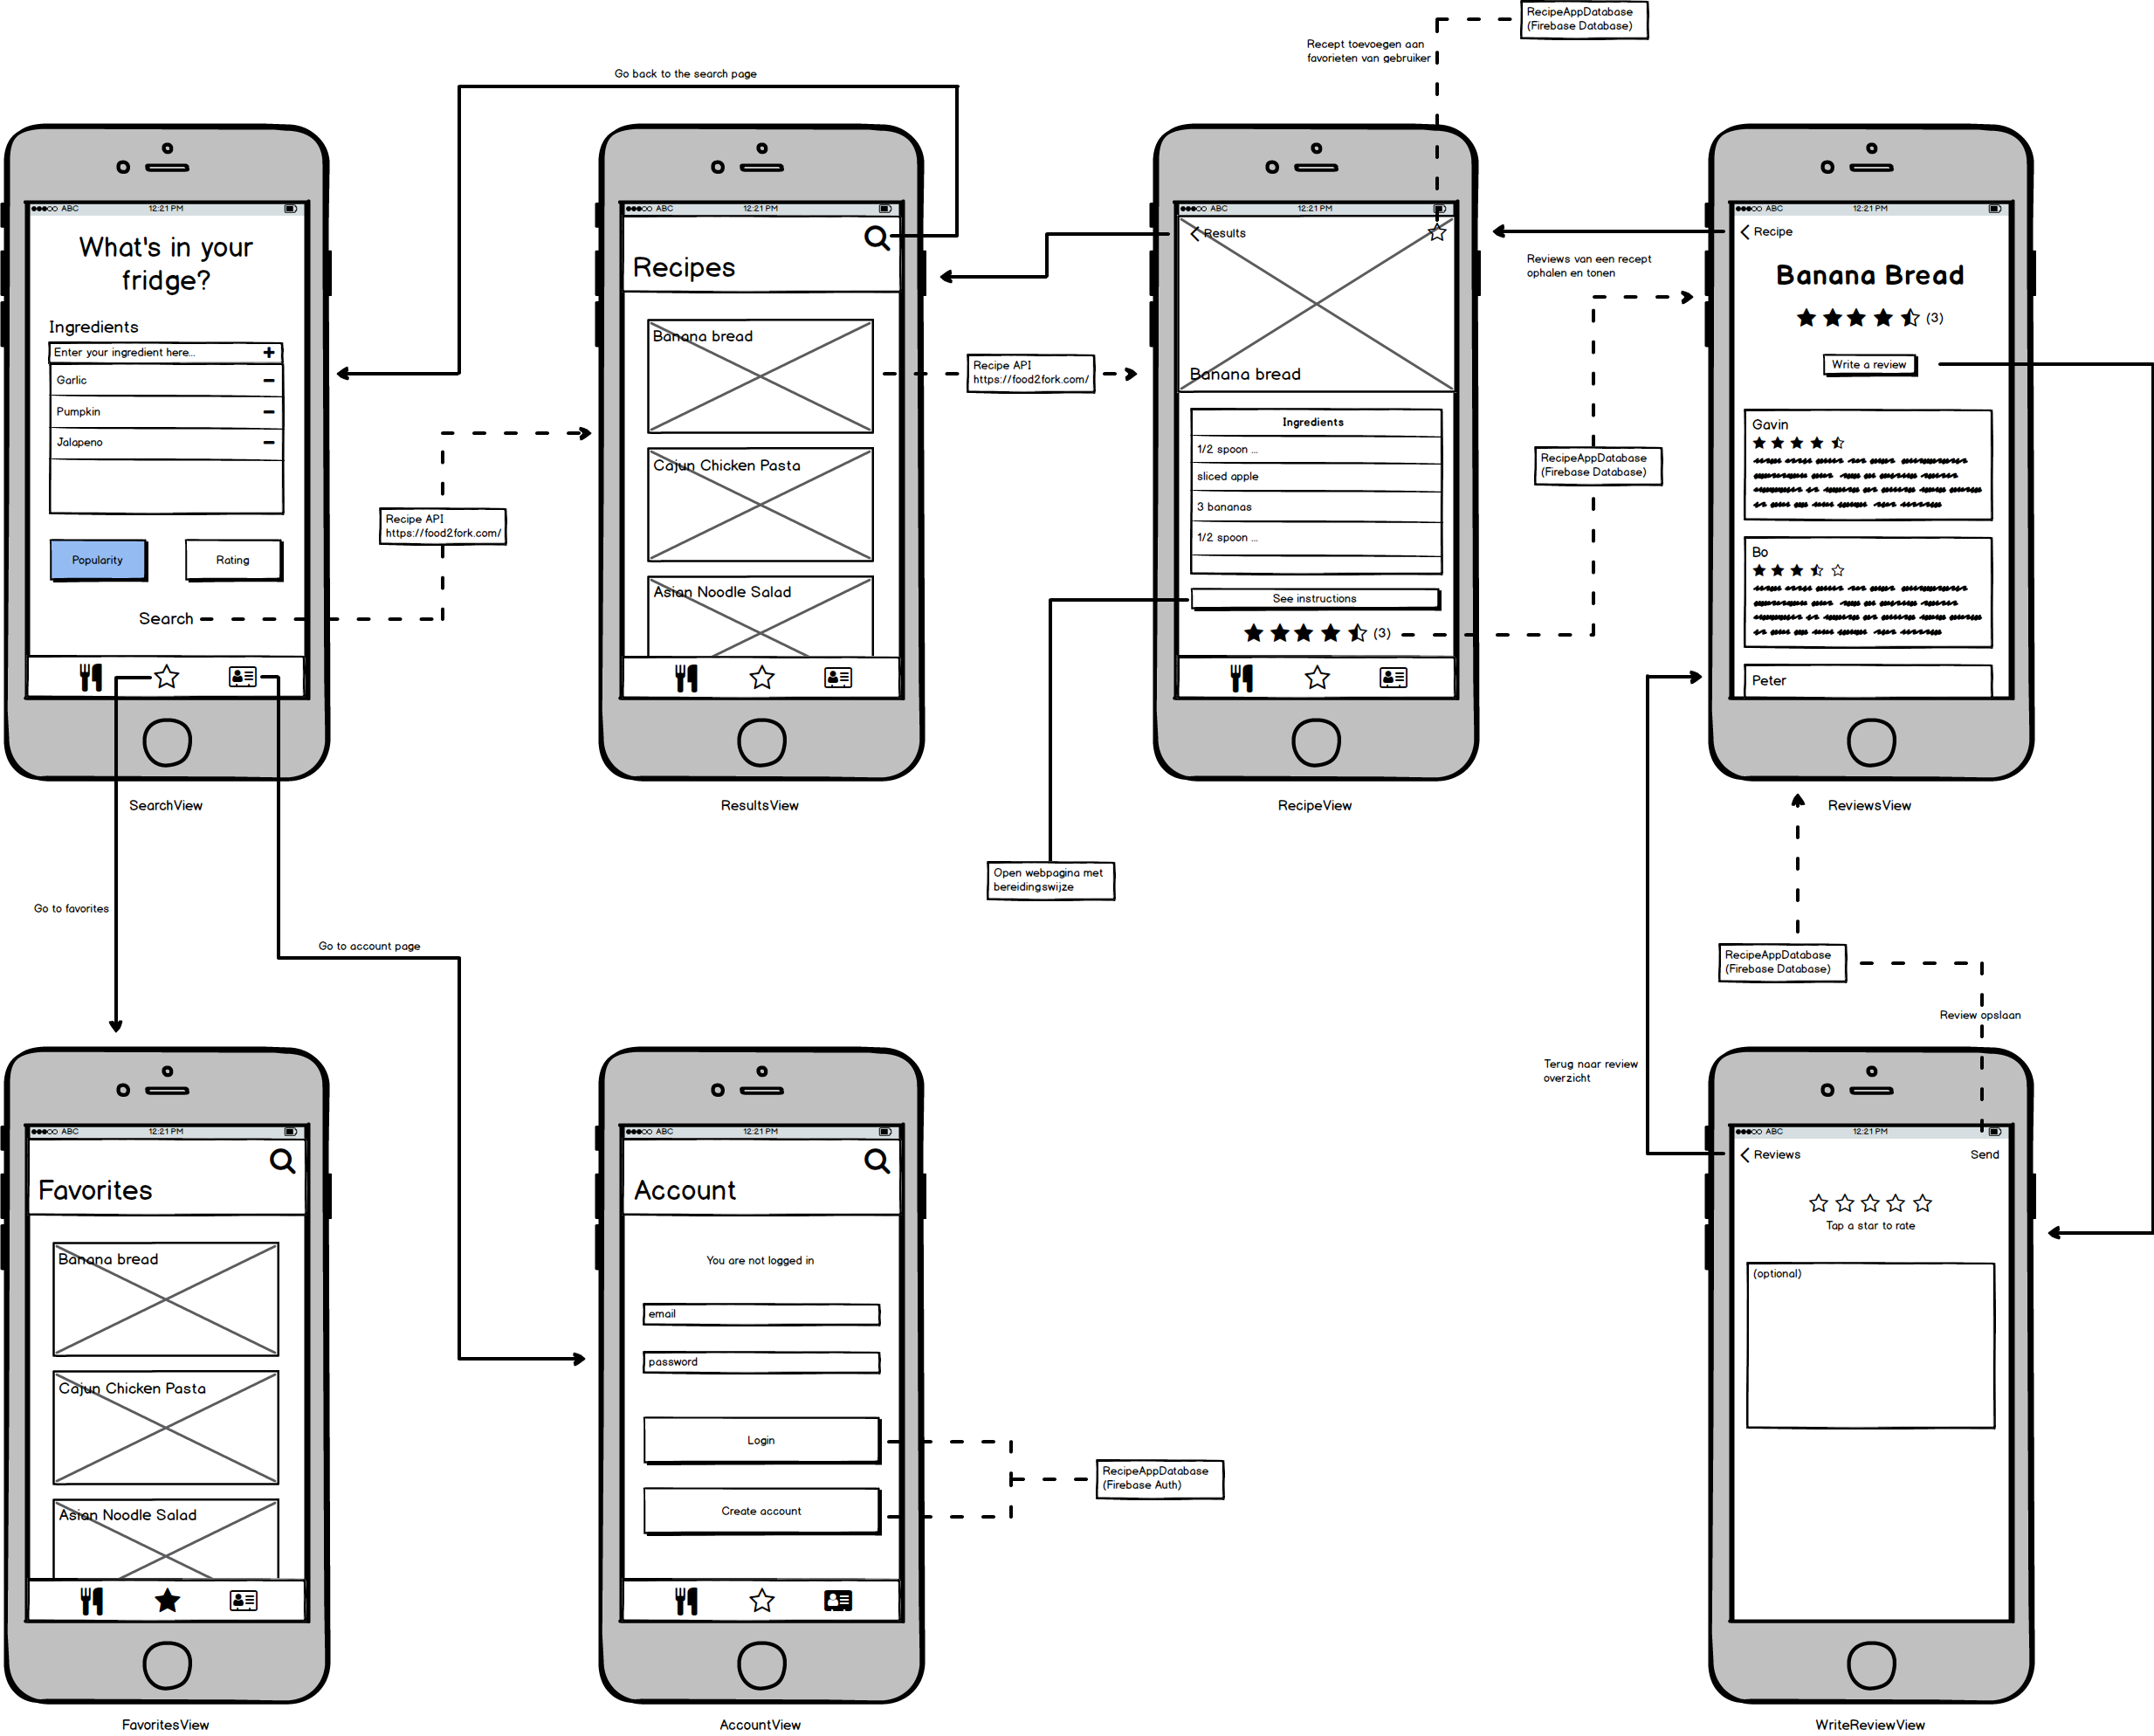 RecipeAppDatabase
(Firebase Database)
Recept toevoegen aan
favorieten van gebruiker
Go back to the search page
ABC 12:21 PM
What's in your
fridge?
Ingredients
Enter your ingredient here...
Garlic
Pumpkin
Jalapeno
Popularity
Rating
Search
SearchView
Recipe API
https://food2fork.com/
ABC 12:21 PM
Recipes
Banana bread
Cajun Chicken Pasta
Asian Noodle Salad
ResultsView
Recipe API
https://food2fork.com/
ABC 12:21 PM
Results
Banana bread
Ingredients
1/2 spoon ...
sliced apple
3 bananas
1/2 spoon ...
See instructions
(3)
RecipeView
Open webpagina met
bereidingswijze
Reviews van een recept
ophalen en tonen
RecipeAppDatabase
(Firebase Database)
ABC 12:21 PM
Recipe
Banana Bread
(3)
Write a review
Gavin
Bo
Peter
ReviewsView
Go to favorites
Go to account page
RecipeAppDatabase
(Firebase Database)
Review opslaan
Terug naar review
overzicht
ABC 12:21 PM
Favorites
Banana bread
Cajun Chicken Pasta
Asian Noodle Salad
FavoritesView
ABC 12:21 PM
Account
You are not logged in
email
password
Login
Create account
AccountView
RecipeAppDatabase
(Firebase Auth)
ABC 12:21 PM
Reviews Send
Tap a star to rate
(optional)
WriteReviewView